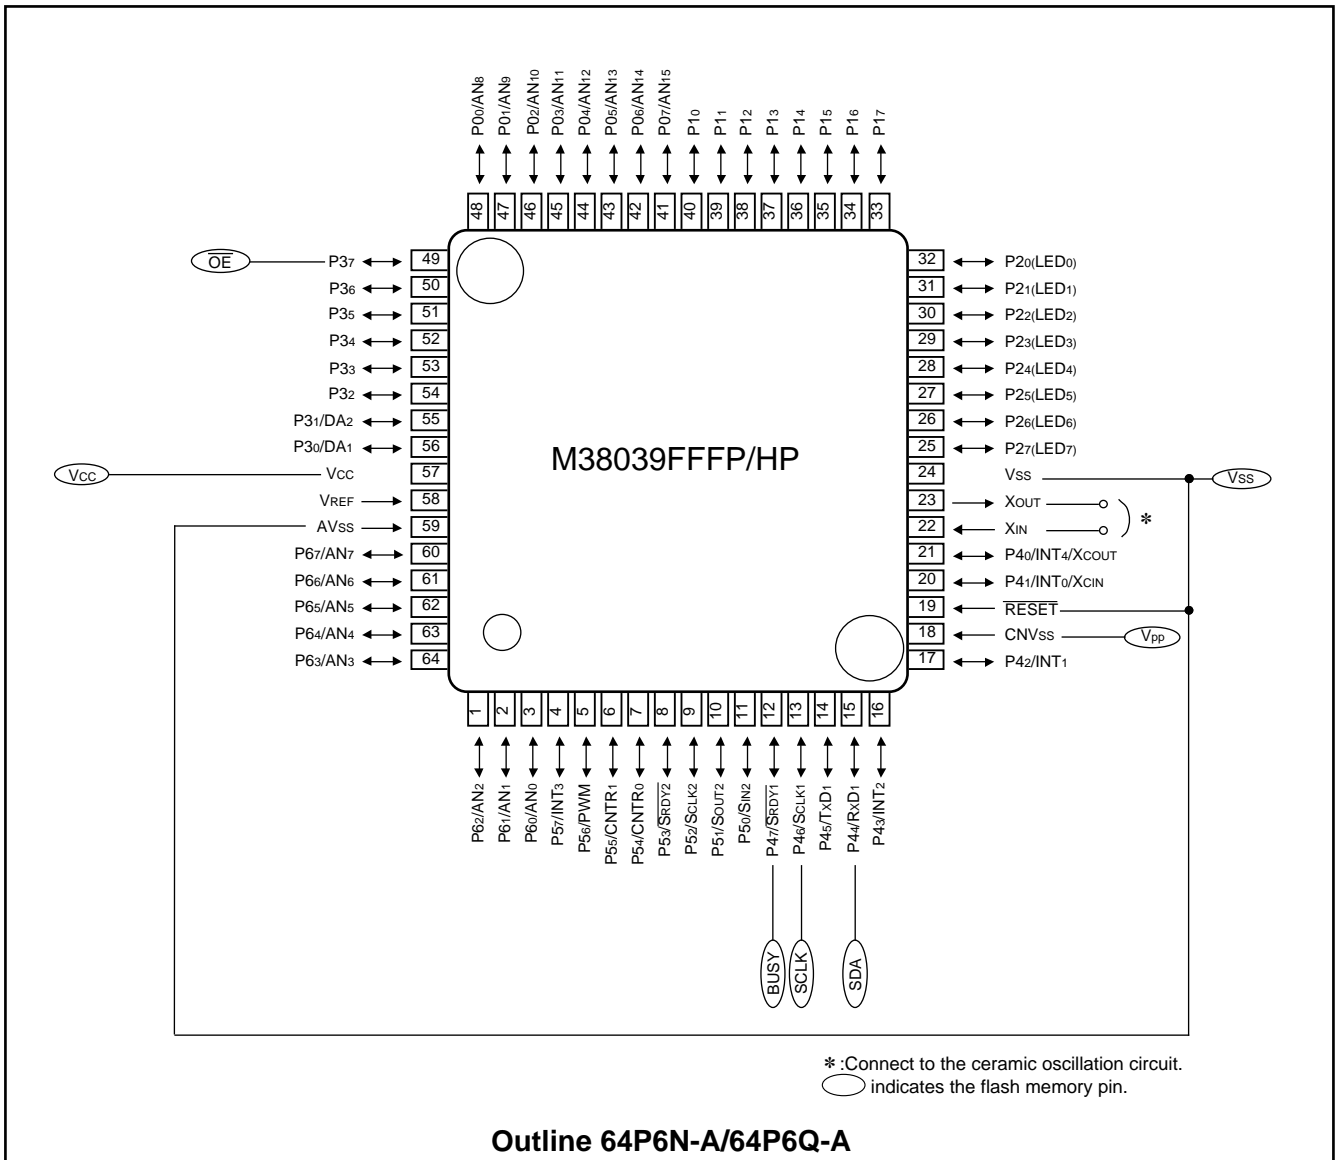 P00/AN8
P01/AN9
P02/AN10
P03/AN11
P04/AN12
P05/AN13
P06/AN14
P07/AN15
P10
P11
P12
P13
P14
P15
P16
P17
48
47
46
45
44
43
42
41
40
39
38
37
36
35
34
33
OE P37 49
P36 50
P35 51
P34 52
P33 53
P32 54
P31/DA2 55
P30/DA1 56
VCC VCC 57
VREF 58
AVSS 59
P67/AN7 60
P66/AN6 61
P65/AN5 62
P64/AN4 63
P63/AN3 64
M38039FFFP/HP
32 P20(LED0)
31 P21(LED1)
30 P22(LED2)
29 P23(LED3)
28 P24(LED4)
27 P25(LED5)
26 P26(LED6)
25 P27(LED7)
24 VSS VSS
23 XOUT
*
22 XIN
21 P40/INT4/XCOUT
20 P41/INT0/XCIN
19 RESET
18 CNVSS Vpp
17 P42/INT1
1
2
3
4
5
6
7
8
9
10
11
12
13
14
15
16
P62/AN2
P61/AN1
P60/AN0
P57/INT3
P56/PWM
P55/CNTR1
P54/CNTR0
P53/SRDY2
P52/SCLK2
P51/SOUT2
P50/SIN2
P47/SRDY1
P46/SCLK1
P45/TXD1
P44/RXD1
P43/INT2
BUSY
SCLK
SDA
* :Connect to the ceramic oscillation circuit.
indicates the flash memory pin.
Outline 64P6N-A/64P6Q-A